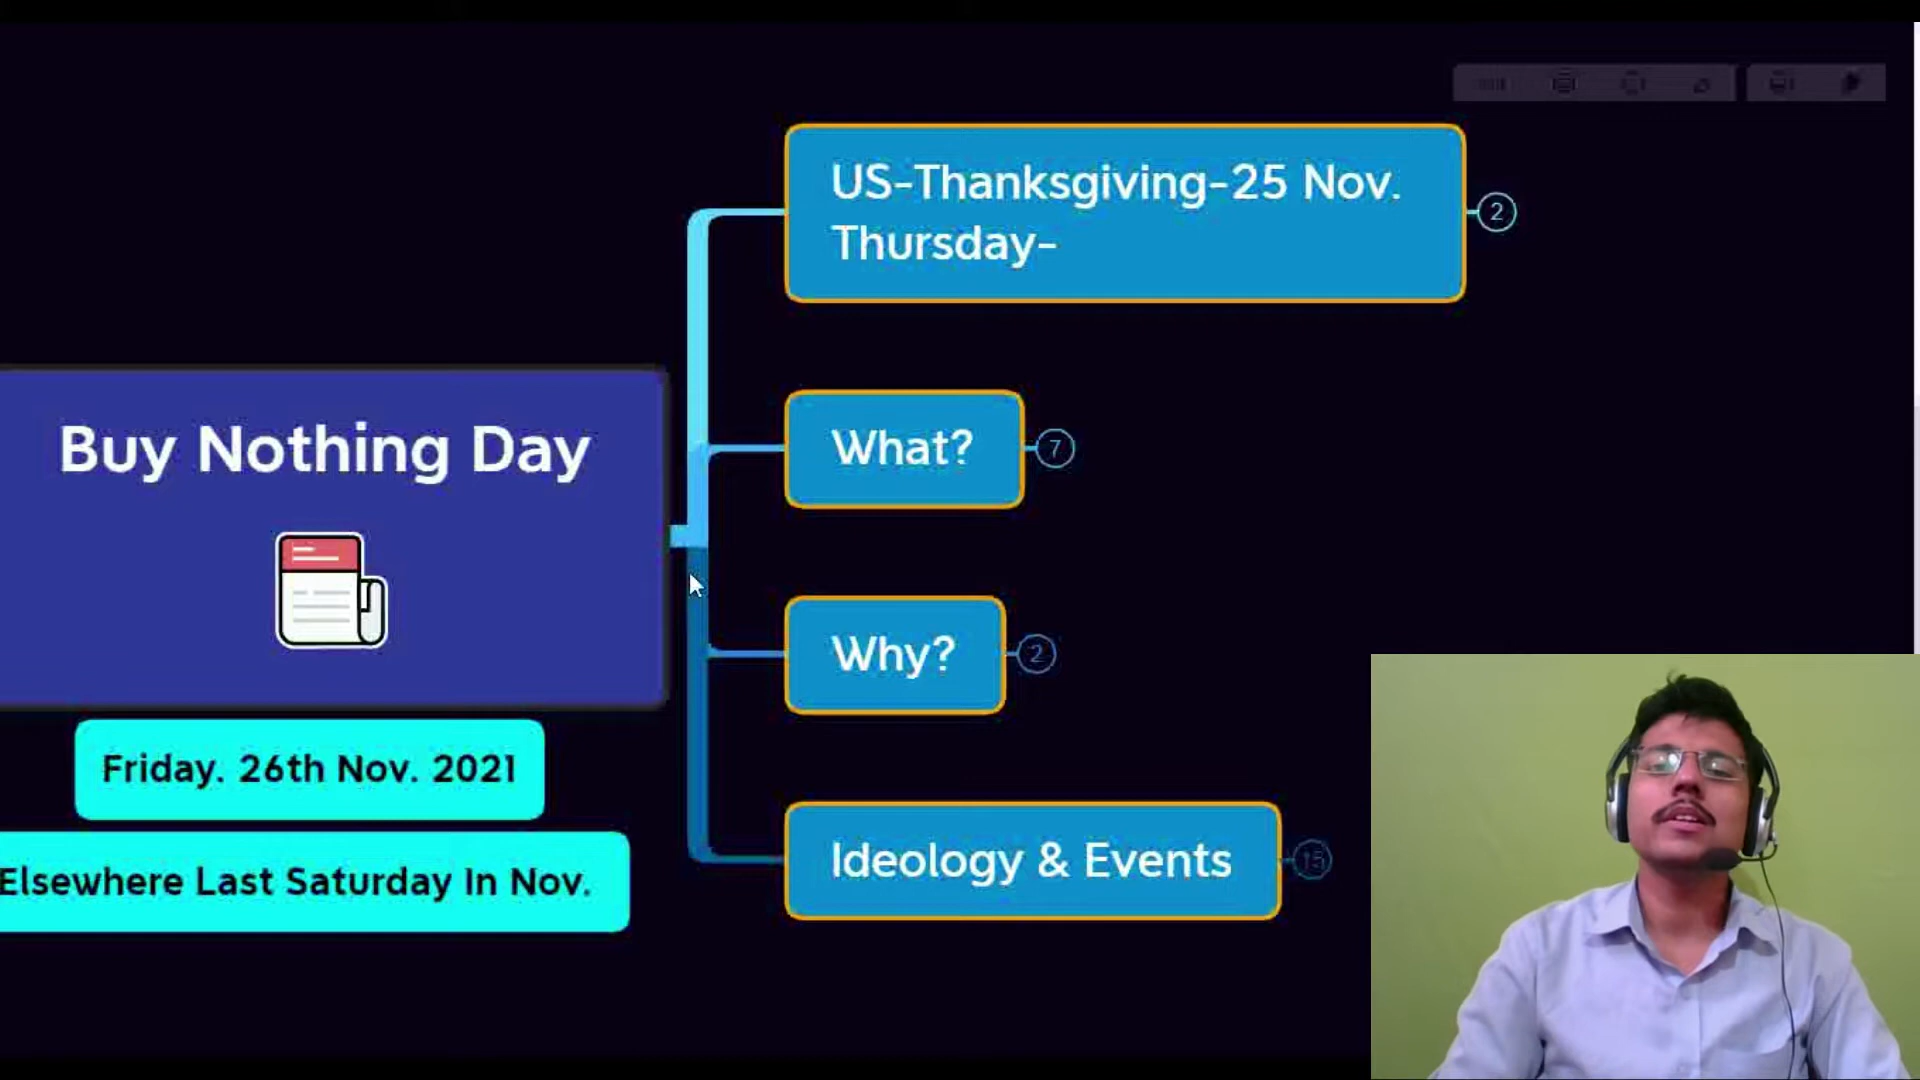 US-Thanksgiving-25 Nov.
Thursday-
2
What?
7
Buy Nothing Day
Why?
2
Friday. 26th Nov. 2021
Elsewhere Last Saturday In Nov.
Ideology & Events
15